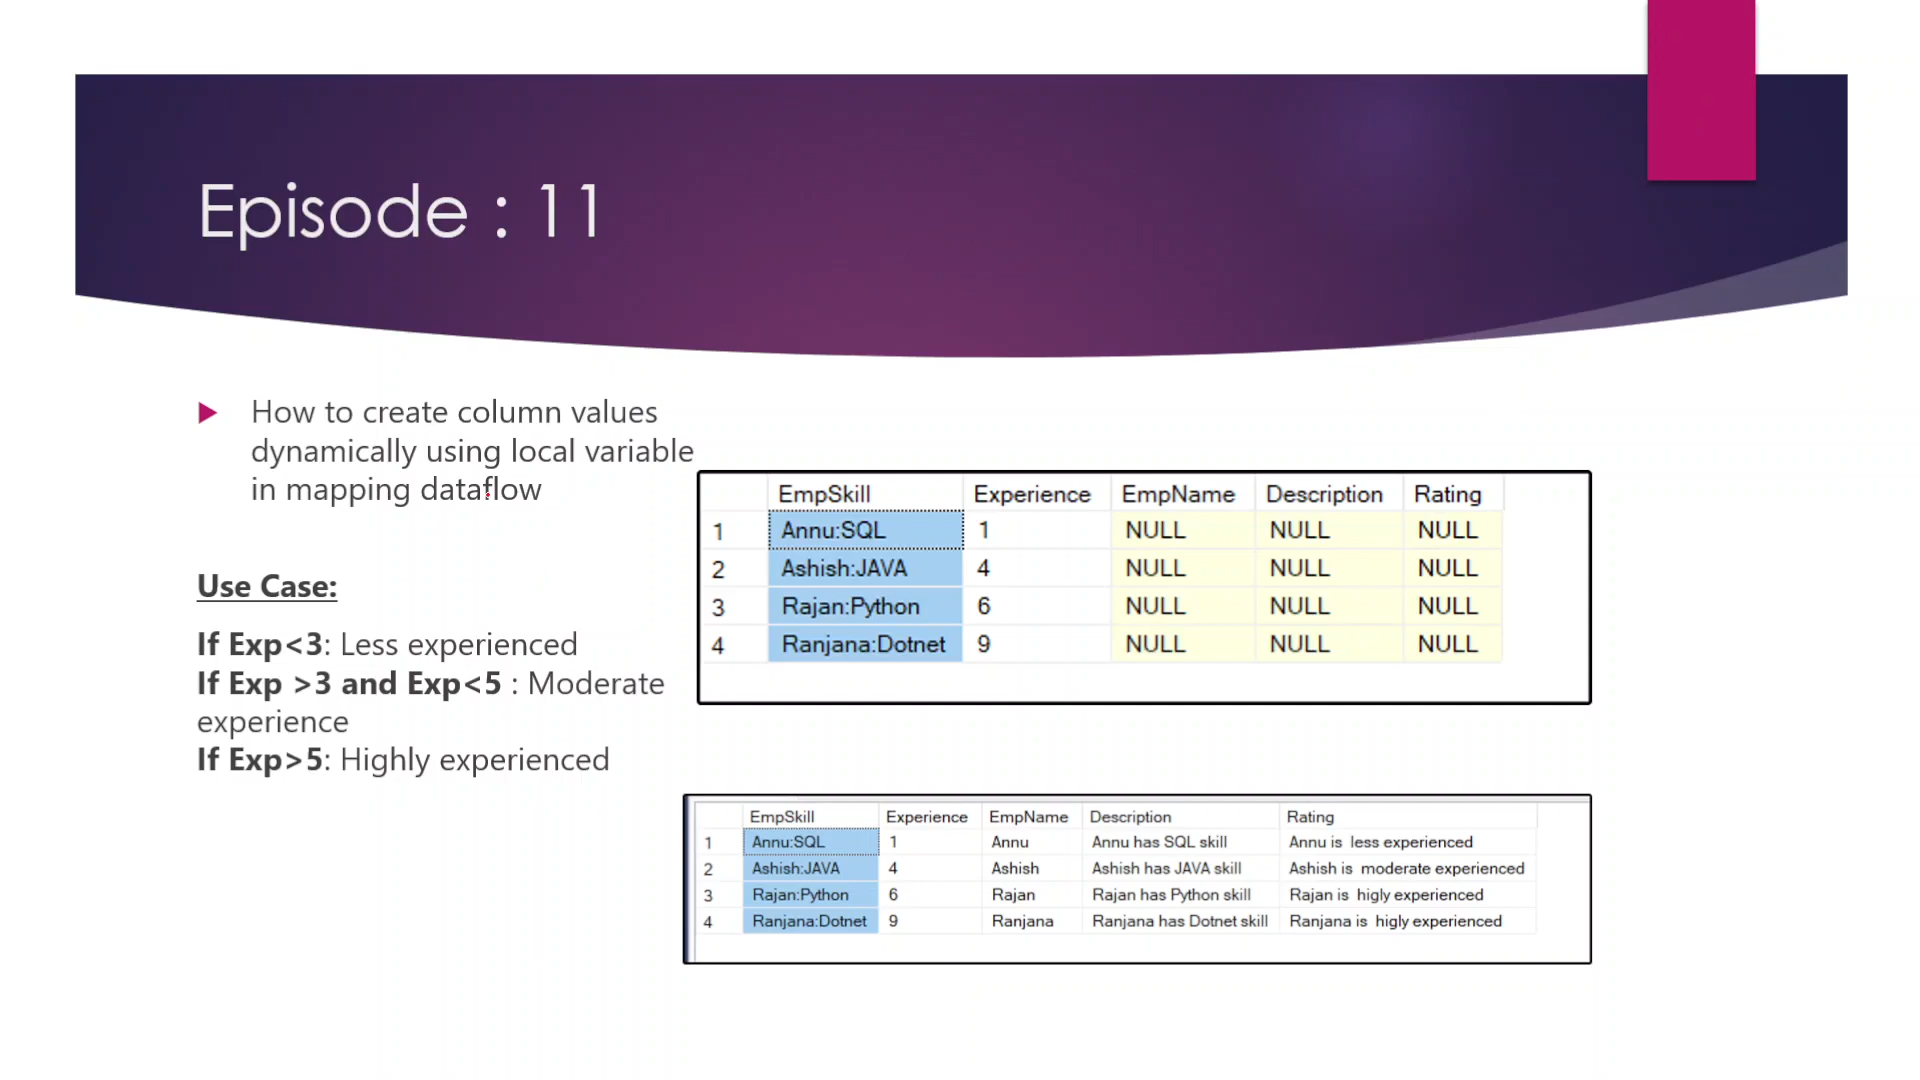 Episode : 11
How to create column values
dynamically using local variable
in mapping dataflow
Use Case:
If Exp<3: Less experienced
If Exp >3 and Exp<5 : Moderate
experience
If Exp>5: Highly experienced
EmpSkill Experience EmpName Description Rating
1 Annu:SQL 1 NULL NULL NULL
2 Ashish:JAVA 4 NULL NULL NULL
3 Rajan:Python 6 NULL NULL NULL
4 Ranjana:Dotnet 9 NULL NULL NULL
EmpSkill Experience EmpName Description Rating
1 Annu:SQL 1 Annu Annu has SQL skill Annu is  less experienced
2 Ashish:JAVA 4 Ashish Ashish has JAVA skill Ashish is  moderate experienced
3 Rajan:Python 6 Rajan Rajan has Python skill Rajan is  higly experienced
4 Ranjana:Dotnet 9 Ranjana Ranjana has Dotnet skill Ranjana is  higly experienced